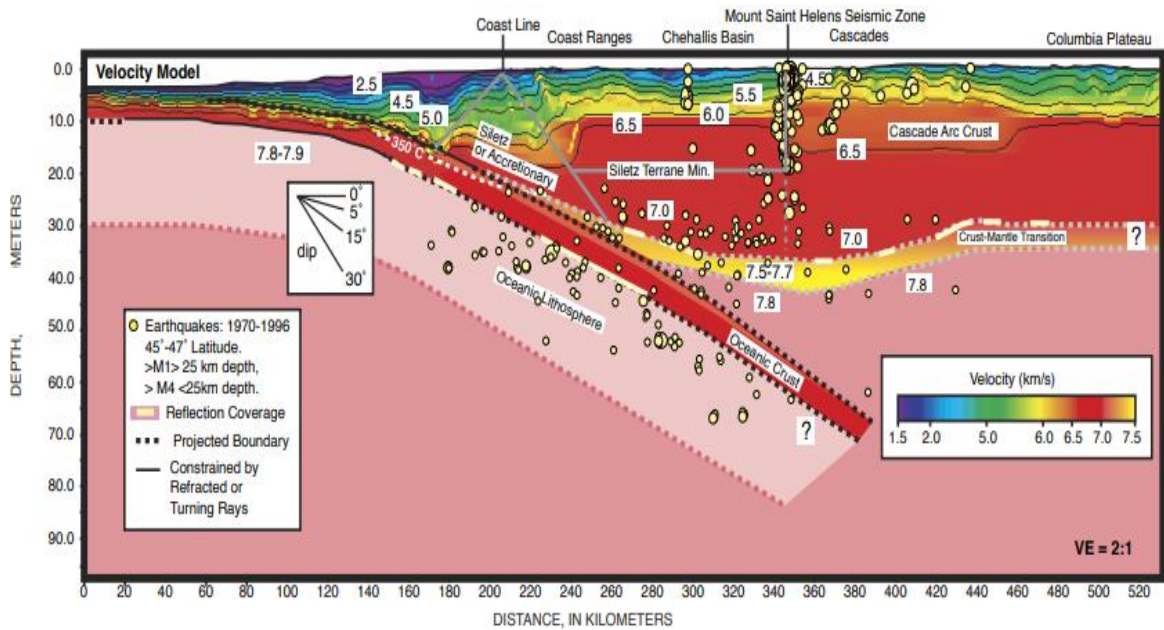 Mount Saint Helens Seismic Zone
Coast Line
Coast Ranges
Chehallis Basin
Cascades
Columbia Plateau
Velocity Model
0.0
10.0
20.0
30.0
40.0
50.0
60.0
70.0
80.0
90.0
DEPTH,
METERS
2.5
4.5
5.0
5.5
6.0
6.5
4.5
6.5
Cascade Arc Crust
7.8-7.9
350˚C
Siletz
or Accretionary
Siletz Terrane Min.
7.0
7.0
7.5-7.7
7.8
7.8
Crust-Mantle Transition
?
Oceanic Lithosphere
Oceanic Crust
?
0˚
5˚
15˚
30˚
dip
Earthquakes: 1970-1996
45˚-47˚ Latitude.
>M1> 25 km depth,
> M4 <25km depth.
Reflection Coverage
Projected Boundary
Constrained by
Refracted or
Turning Rays
Velocity (km/s)
1.5 2.0 5.0 6.0 6.5 7.0 7.5
VE = 2:1
0 20 40 60 80 100 120 140 160 180 200 220 240 260 280 300 320 340 360 380 400 420 440 460 480 500 520
DISTANCE, IN KILOMETERS